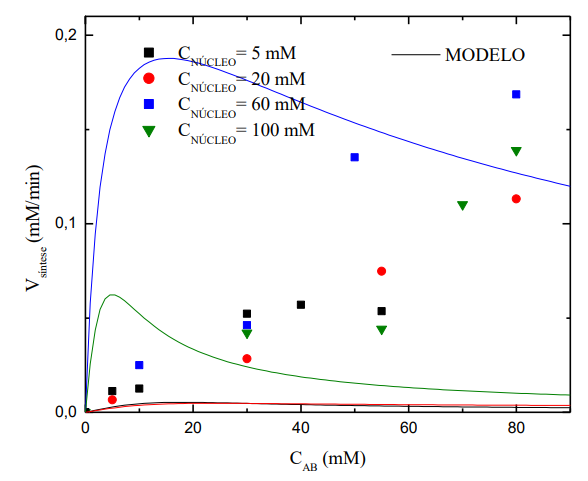 0,2
C_NÚCLEO = 5 mM
MODELO
C_NÚCLEO = 20 mM
C_NÚCLEO = 60 mM
C_NÚCLEO = 100 mM
V_síntese (mM/min)
0,1
0,0
0 20 40 60 80
C_AB (mM)